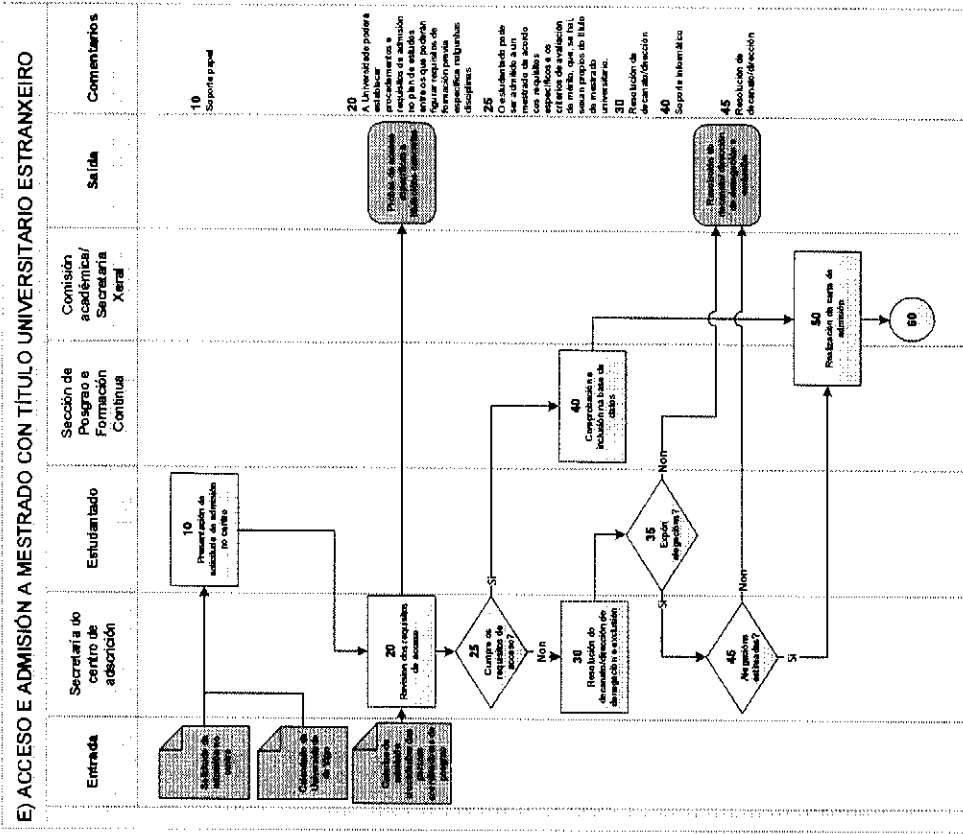 E) ACCESO E ADMISIÓN A MESTRADO CON TÍTULO UNIVERSITARIO ESTRANXEIRO
Entrada
Secretaría do
centro de
adscrición
Estudantado
Sección de
Posgrao e
Formación
Continua
Comisión
académica/
Secretaría
Xeral
Saída
Comentarios
10
Presentación de
solicitude de admisión
no centro
20
Revisión dos requisitos
de acceso
25
Cumpre os
requisitos de
acceso?
Si
Non
30
Resolución do
decanato/dirección de
denegación e exclusión
35
Expón
alegacións?
Non
Si
40
Comprobación e
inclusión na base de
datos
45
Alegacións
estimadas?
Non
Si
50
Realización de carta de
admisión
60
10
Soporte papel
20
A Universidade poderá
establecer
procedementos e
requisitos de admisión
no plan de estudos
entre os que poderán
figurar requisitos de
formación previa
específica nalgunhas
disciplinas
25
O estudantado pode
ser admitido a un
mestrado de acordo
cos requisitos
específicos e os
criterios de avaliación
de mérito, que, se hai,
sexan propios do título
de mestrado
universitario.
30
Resolución de
decanato/dirección
40
Soporte informático
45
Resolución de
decanato/dirección